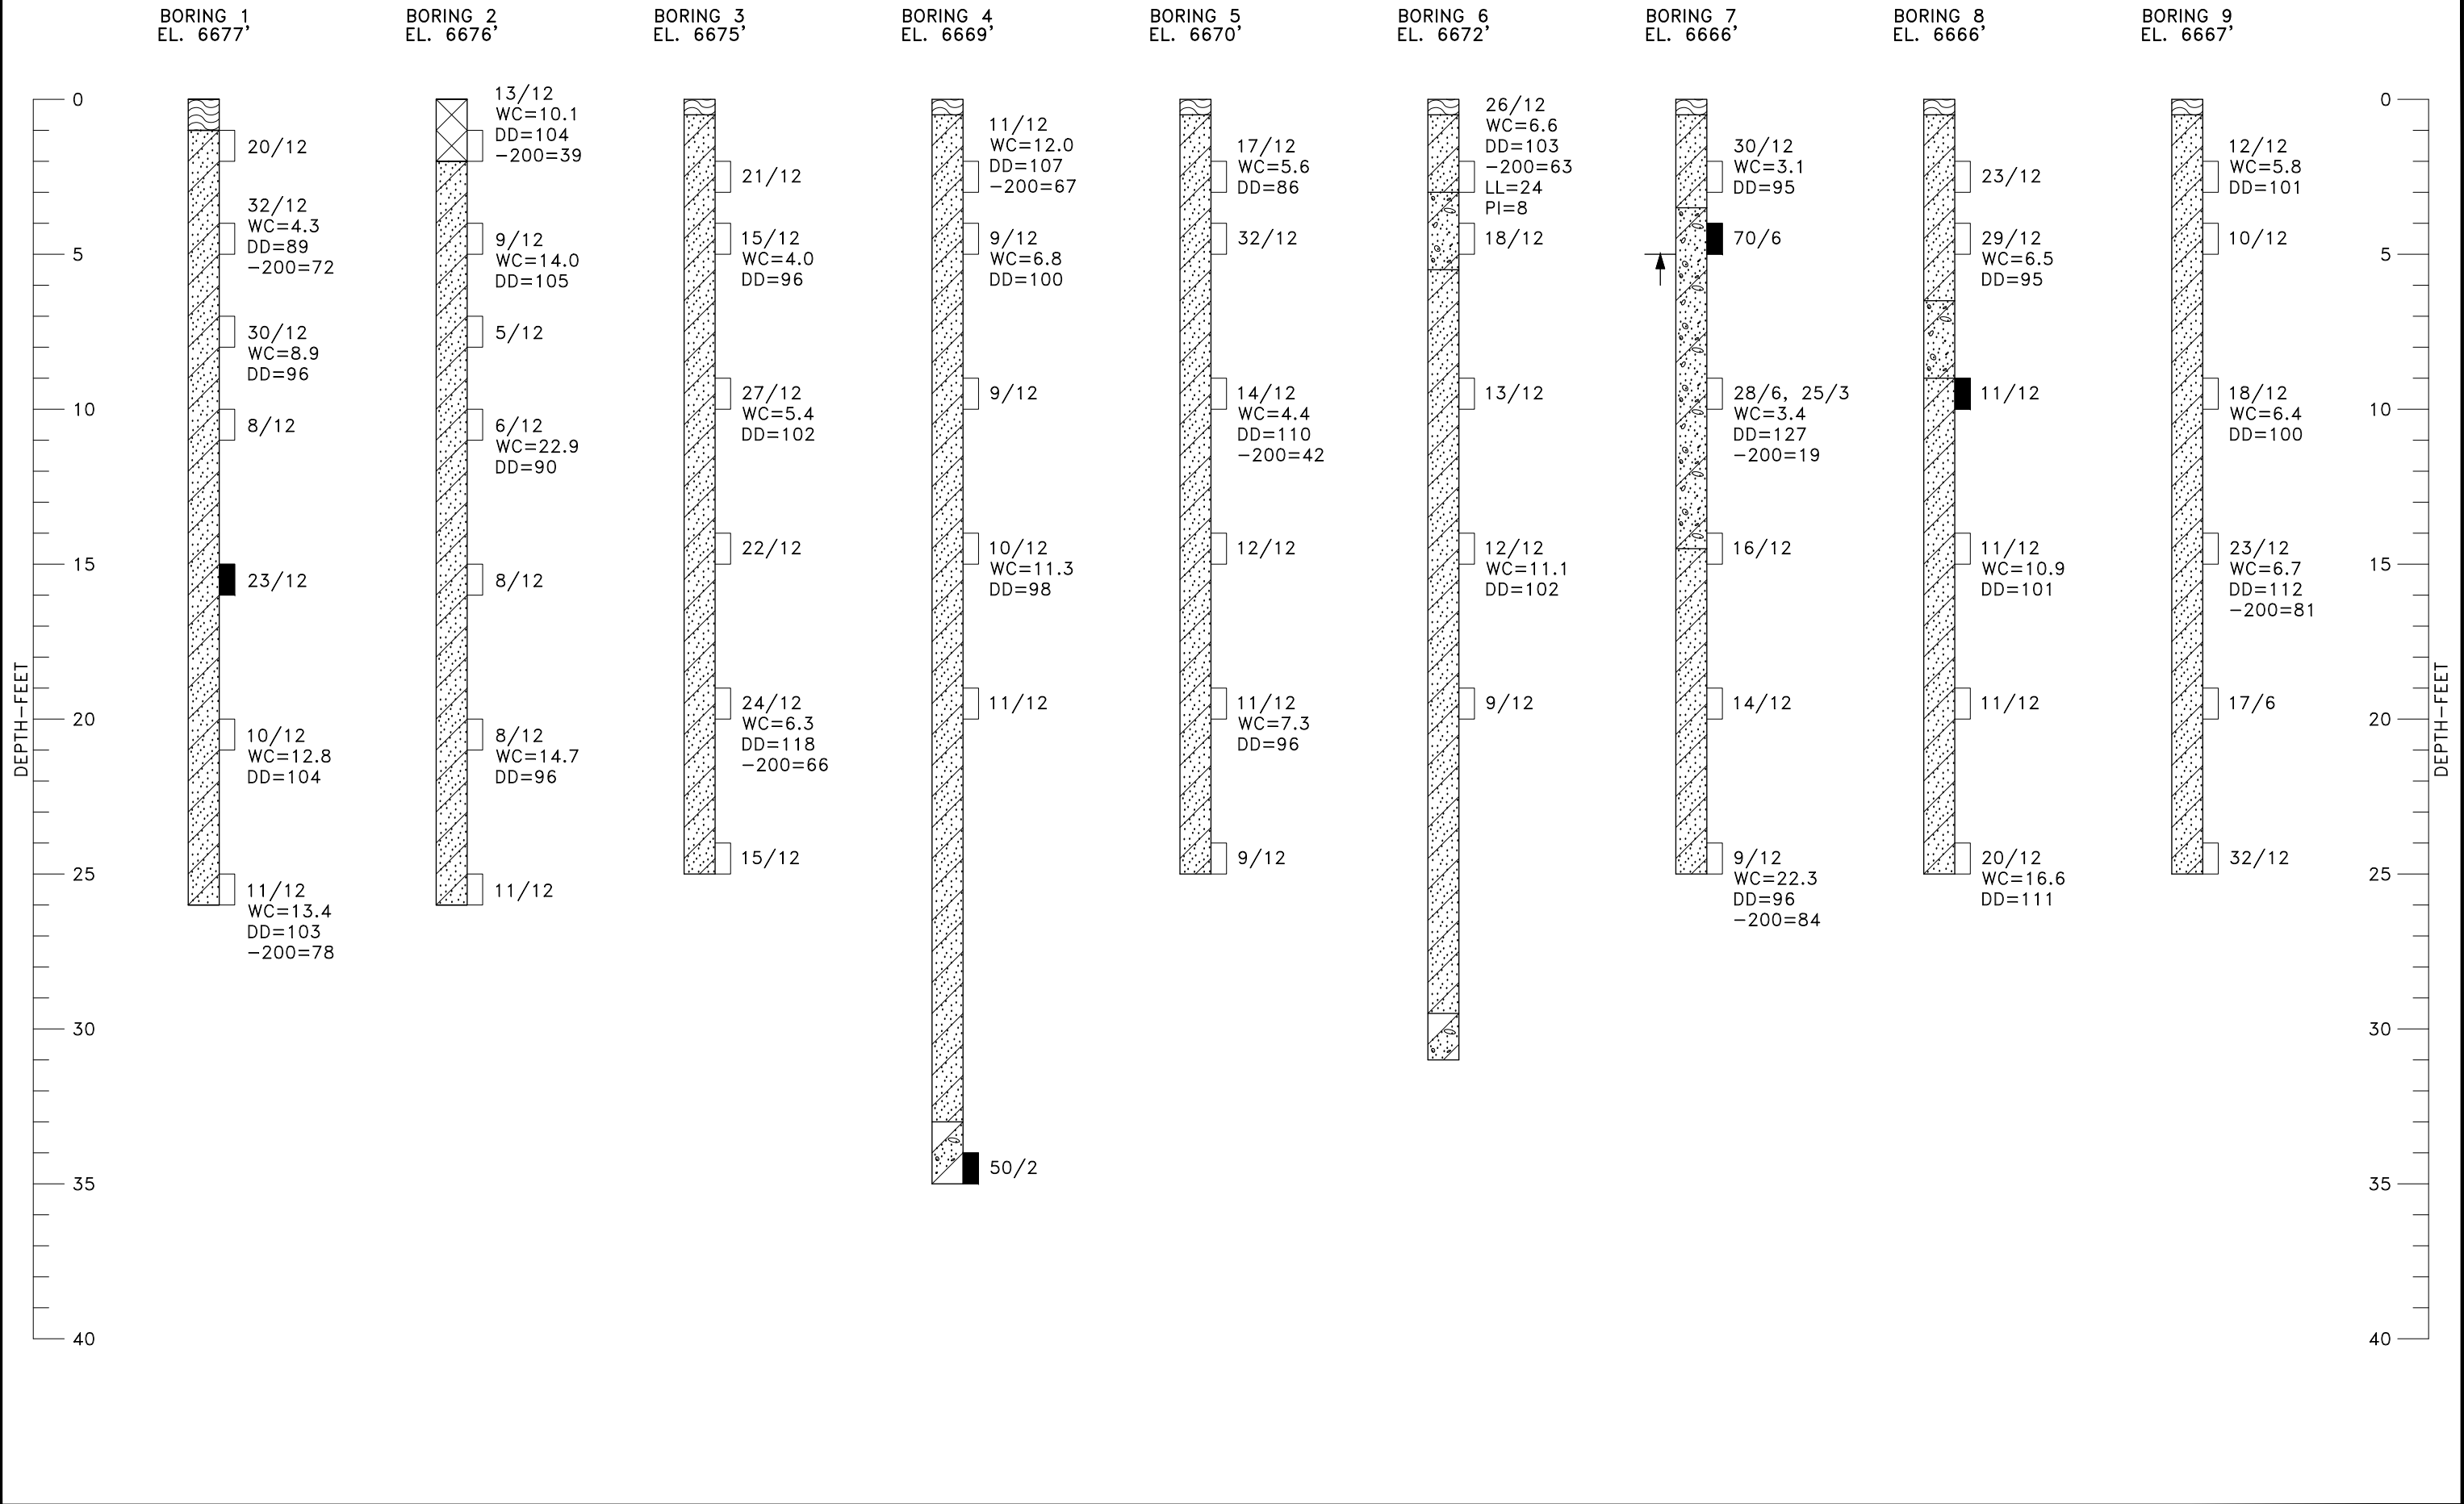 BORING 1
EL. 6677'
BORING 2
EL. 6676'
BORING 3
EL. 6675'
BORING 4
EL. 6669'
BORING 5
EL. 6670'
BORING 6
EL. 6672'
BORING 7
EL. 6666'
BORING 8
EL. 6666'
BORING 9
EL. 6667'
DEPTH-FEET
0
5
10
15
20
25
30
35
40
20/12
32/12
WC=4.3
DD=89
-200=72
30/12
WC=8.9
DD=96
8/12
23/12
10/12
WC=12.8
DD=104
11/12
WC=13.4
DD=103
-200=78
13/12
WC=10.1
DD=104
-200=39
9/12
WC=14.0
DD=105
5/12
6/12
WC=22.9
DD=90
8/12
8/12
WC=14.7
DD=96
11/12
21/12
15/12
WC=4.0
DD=96
27/12
WC=5.4
DD=102
22/12
24/12
WC=6.3
DD=118
-200=66
15/12
11/12
WC=12.0
DD=107
-200=67
9/12
WC=6.8
DD=100
9/12
10/12
WC=11.3
DD=98
11/12
50/2
17/12
WC=5.6
DD=86
32/12
14/12
WC=4.4
DD=110
-200=42
12/12
11/12
WC=7.3
DD=96
9/12
26/12
WC=6.6
DD=103
-200=63
LL=24
PI=8
18/12
13/12
12/12
WC=11.1
DD=102
9/12
30/12
WC=3.1
DD=95
70/6
28/6, 25/3
WC=3.4
DD=127
-200=19
16/12
14/12
9/12
WC=22.3
DD=96
-200=84
23/12
29/12
WC=6.5
DD=95
11/12
11/12
WC=10.9
DD=101
11/12
20/12
WC=16.6
DD=111
12/12
WC=5.8
DD=101
10/12
18/12
WC=6.4
DD=100
23/12
WC=6.7
DD=112
-200=81
17/6
32/12
0
5
10
15
20
25
30
35
40
DEPTH-FEET